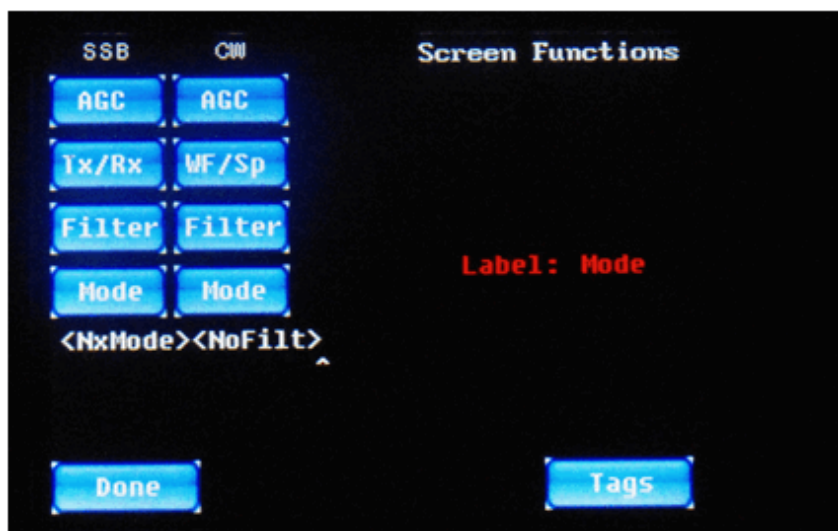 SSB CW Screen Functions
AGC AGC
Tx/Rx WF/Sp
Filter Filter
Label: Mode
Mode Mode
<NxMode><NoFilt>
^
Done Tags